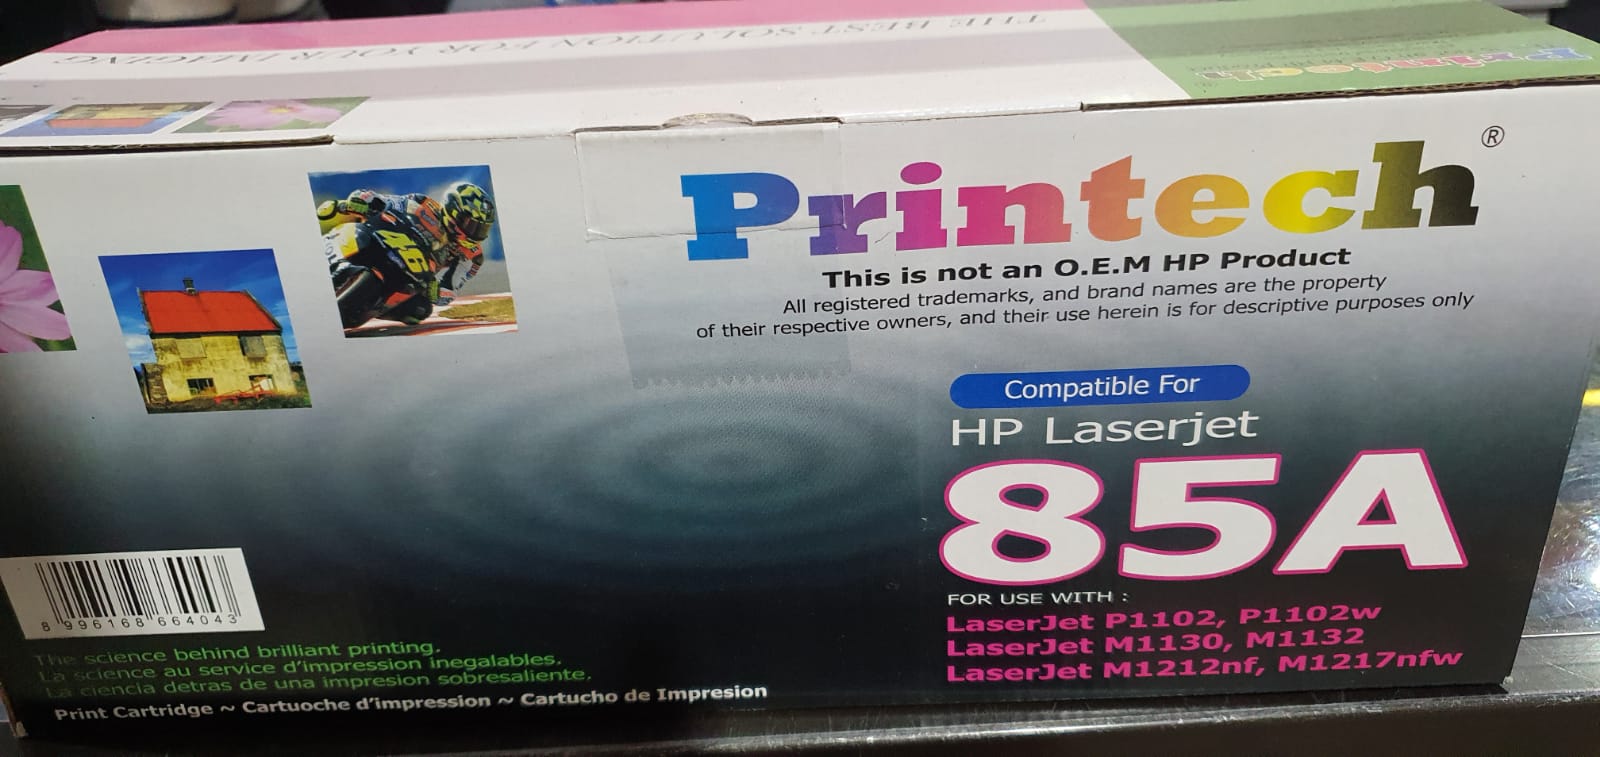 THE BEST SOLUTION FOR YOUR IMAGING
Printech
Printech®
This is not an O.E.M HP Product
All registered trademarks, and brand names are the property
of their respective owners, and their use herein is for descriptive purposes only
46
Compatible For
HP Laserjet
85A
FOR USE WITH :
LaserJet P1102, P1102w
LaserJet M1130, M1132
LaserJet M1212nf, M1217nfw
8 996168 664043
The science behind brilliant printing.
La science au service d'impression inegalables.
La ciencia detras de una impresion sobresaliente.
Print Cartridge ~ Cartuoche d'impression ~ Cartucho de Impresion